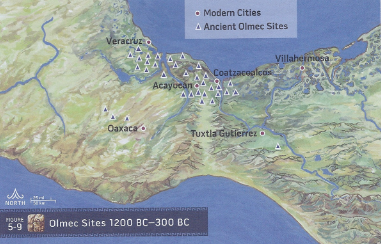 Modern Cities
Ancient Olmec Sites
Veracruz
Villahermosa
Coatzacoalcos
Acayucan
Oaxaca
Tuxtla Gutierrez
NORTH
FIGURE
5-9
Olmec Sites 1200 BC–300 BC